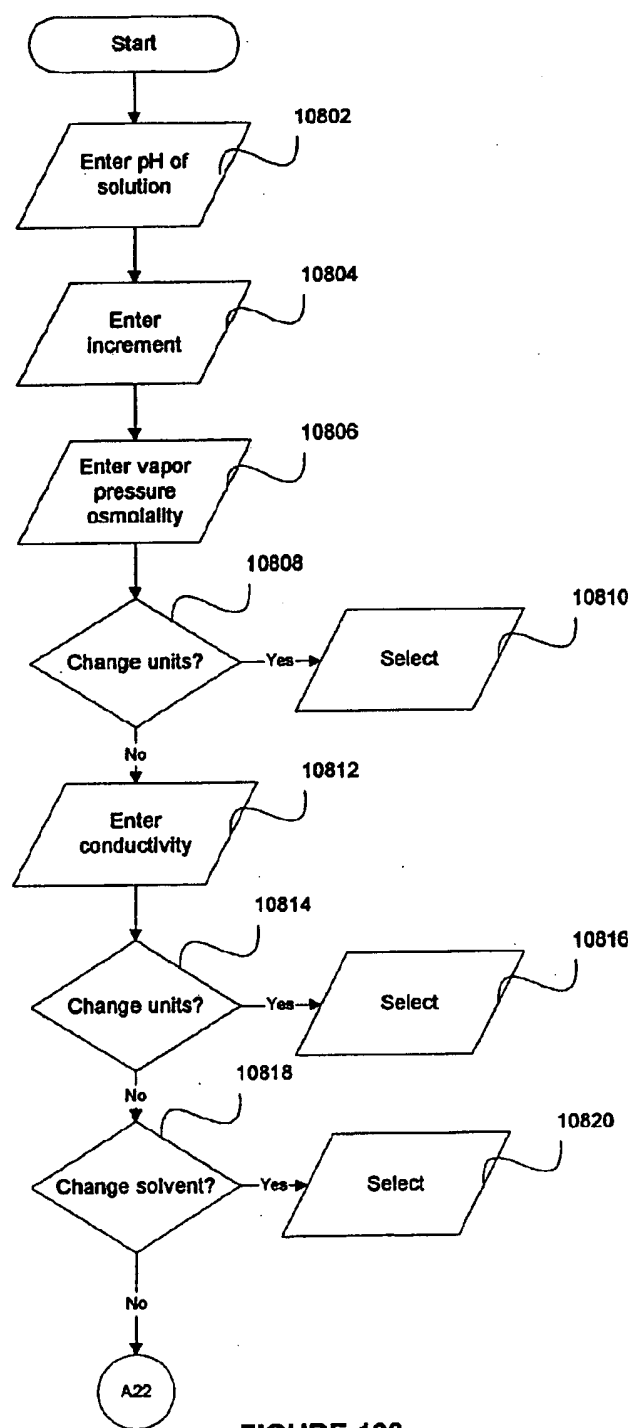 Start
10802
Enter pH of
solution
10804
Enter
increment
10806
Enter vapor
pressure
osmolality
10808
10810
Change units?
Yes
Select
No
10812
Enter
conductivity
10814
10816
Change units?
Yes
Select
No
10818
10820
Change solvent?
Yes
Select
No
A22
FIGURE 108